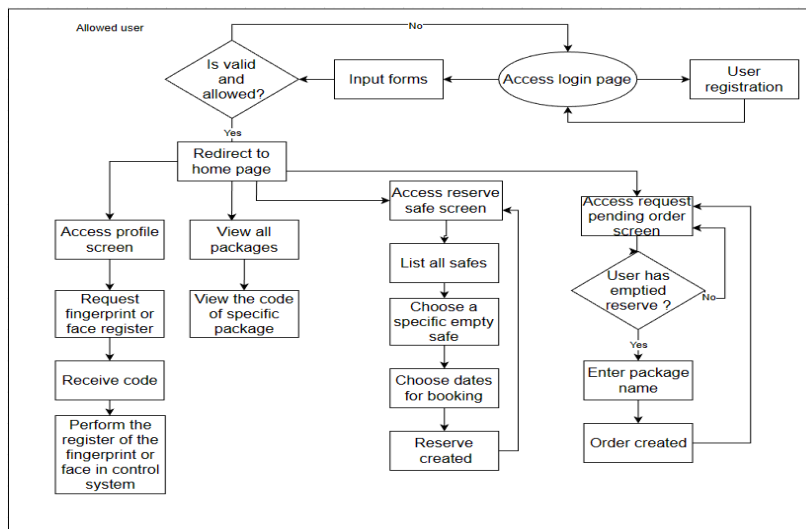 Allowed user
No
Is
valid
and
allowed?
Input forms
Access login page
User
registration
Yes
Redirect to
home page
Access profile
screen
View all
packages
Access reserve
safe screen
Access request
pending order
screen
Request
fingerprint or
face register
View the code
of specific
package
List all safes
User has
emptied
reserve ?
No
Choose a
specific empty
safe
Yes
Receive code
Choose dates
for booking
Enter package
name
Perform the
register of the
fingerprint or
face in control
system
Reserve
created
Order created